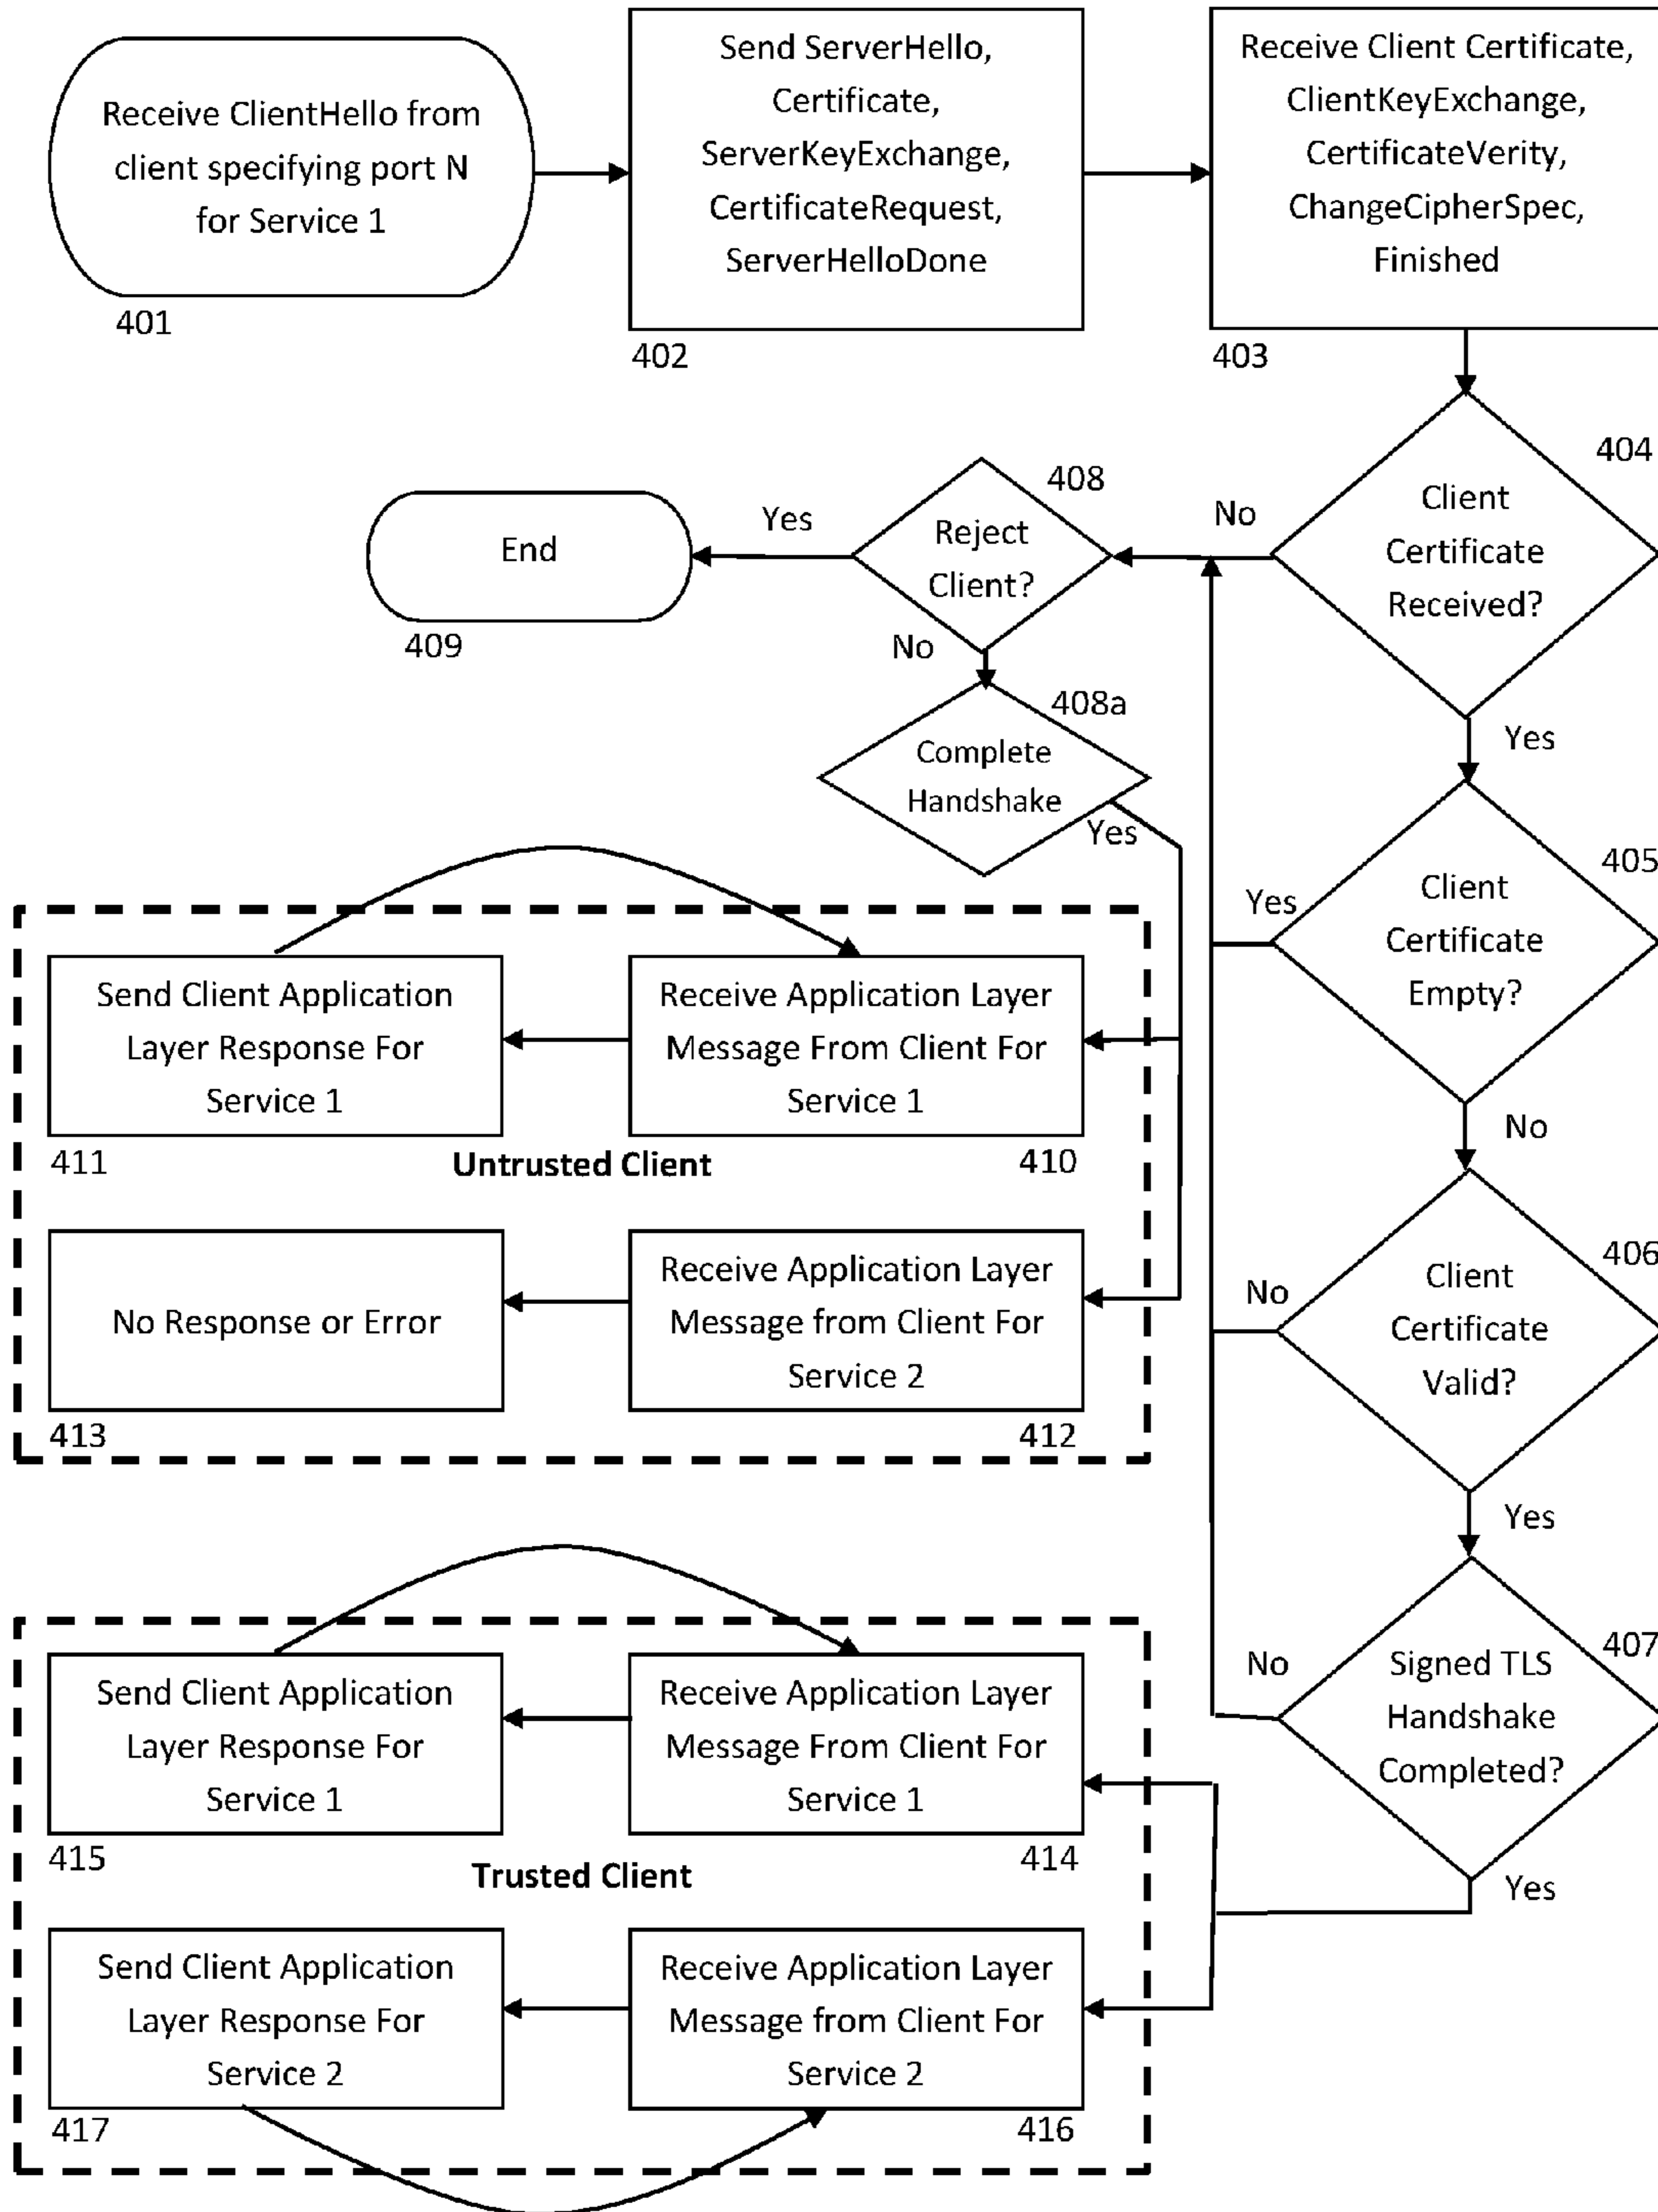 Receive ClientHello from
client specifying port N
for Service 1
401
Send ServerHello,
Certificate,
ServerKeyExchange,
CertificateRequest,
ServerHelloDone
402
Receive Client Certificate,
ClientKeyExchange,
CertificateVerity,
ChangeCipherSpec,
Finished
403
404
Client
Certificate
Received?
No
Yes
408
Reject
Client?
Yes
No
End
409
408a
Complete
Handshake
Yes
405
Client
Certificate
Empty?
Yes
No
Send Client Application
Layer Response For
Service 1
411
Receive Application Layer
Message From Client For
Service 1
410
Untrusted Client
No Response or Error
413
Receive Application Layer
Message from Client For
Service 2
412
406
Client
Certificate
Valid?
No
Yes
407
Signed TLS
Handshake
Completed?
No
Yes
Send Client Application
Layer Response For
Service 1
415
Receive Application Layer
Message From Client For
Service 1
414
Trusted Client
Send Client Application
Layer Response For
Service 2
417
Receive Application Layer
Message from Client For
Service 2
416